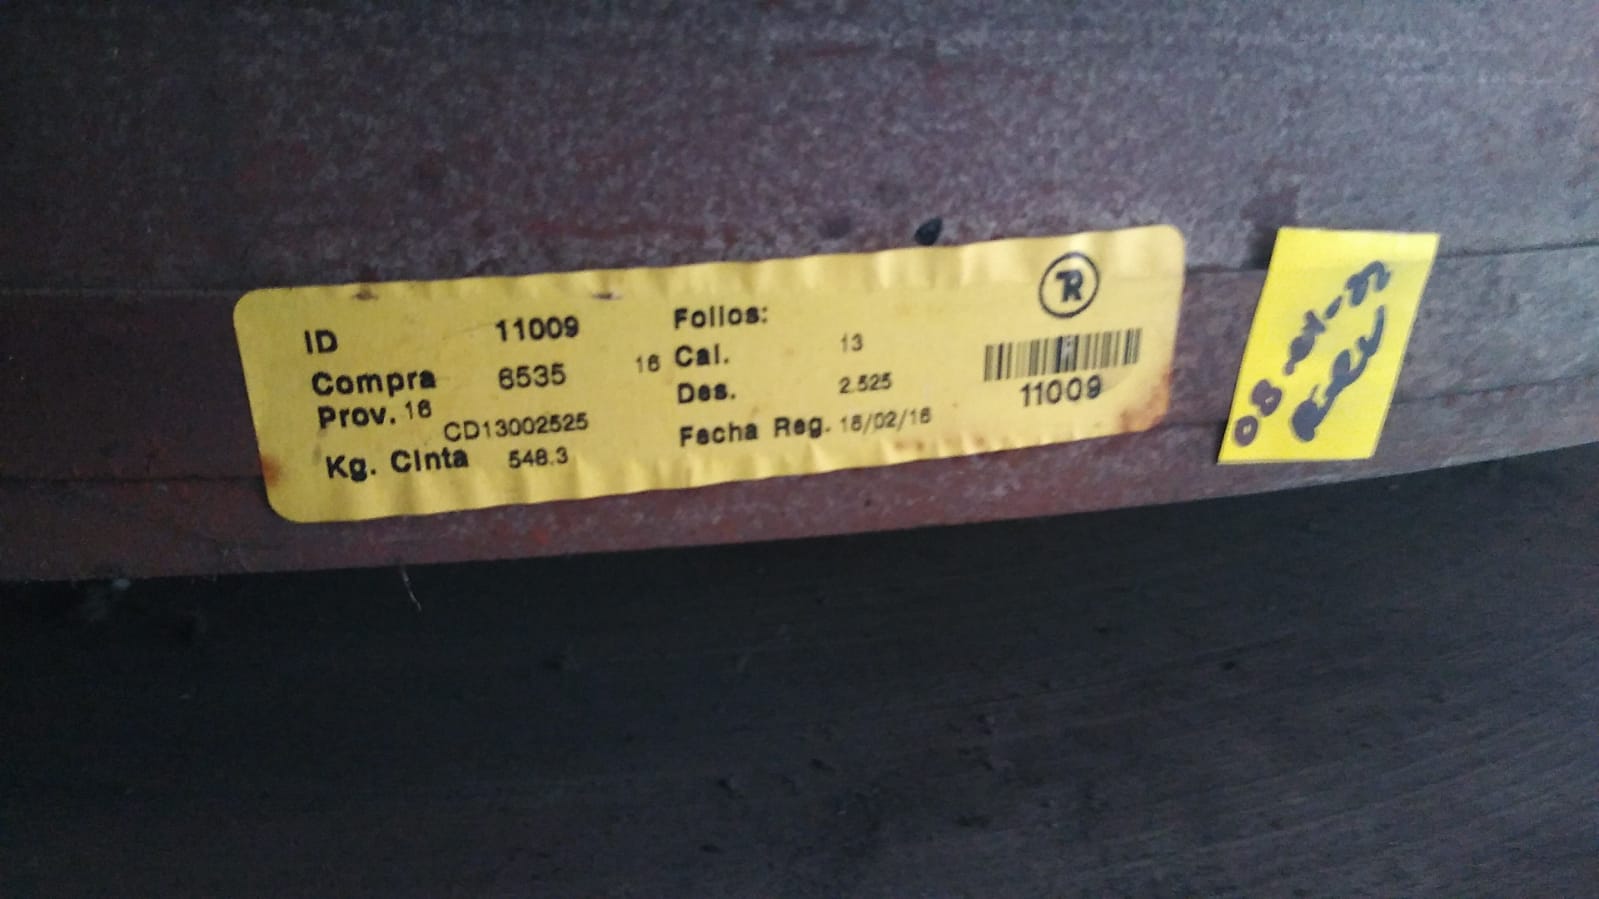 ID 11009
Compra 6535 16
Prov. 16
CD13002525
Kg. Cinta 548.3
Folios:
Cal. 13
Des. 2.525
Fecha Reg. 16/02/16
R
11009